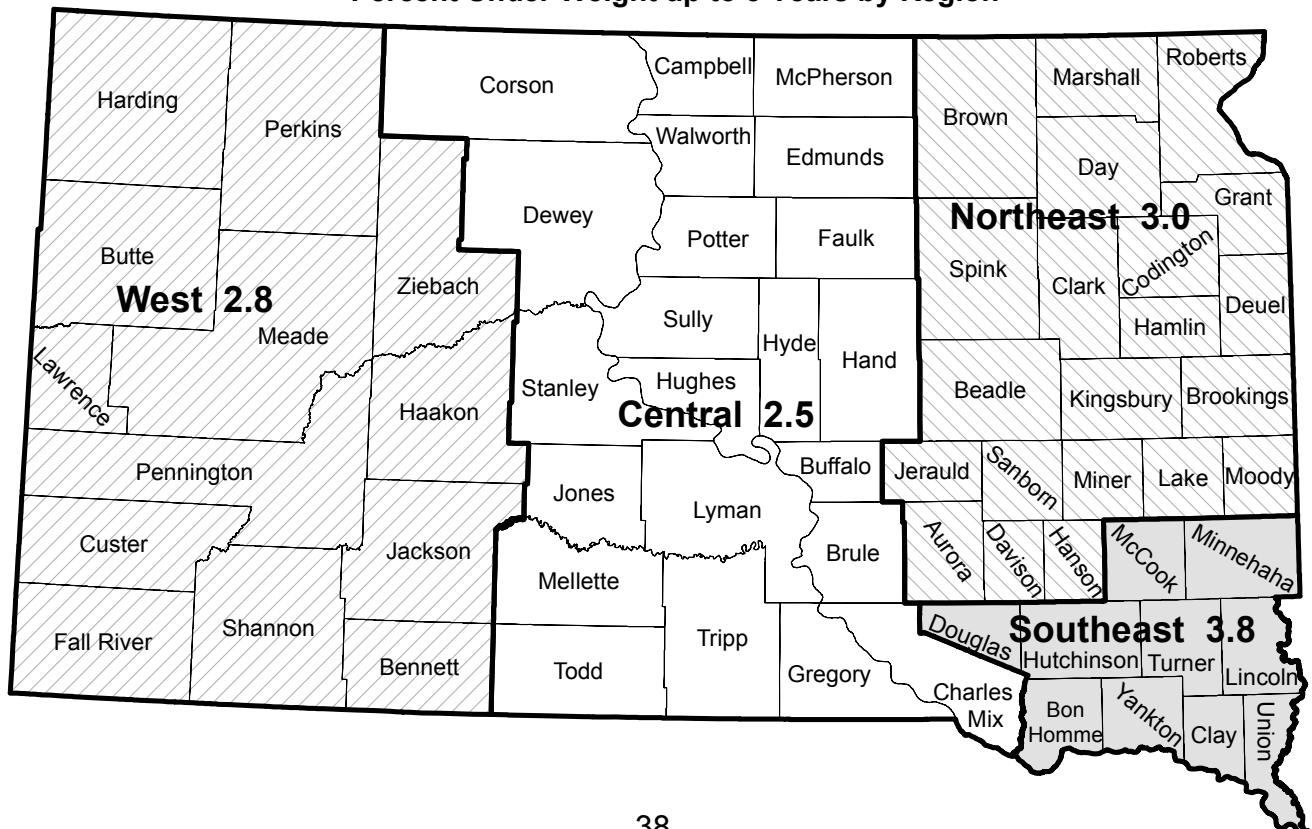 Percent Under Weight up to 5 Years by Region
Harding
Perkins
Corson
Campbell
McPherson
Brown
Marshall
Roberts
Walworth
Edmunds
Day
Butte
Dewey
Potter
Faulk
Northeast 3.0
Grant
West 2.8
Ziebach
Spink
Clark
Codington
Deuel
Meade
Sully
Hyde
Hand
Hamlin
Lawrence
Haakon
Stanley
Hughes
Central 2.5
Beadle
Kingsbury
Brookings
Pennington
Jones
Lyman
Buffalo
Jerauld
Sanborn
Miner
Lake
Moody
Custer
Jackson
Mellette
Brule
Aurora
Davison
Hanson
McCook
Minnehaha
Fall River
Shannon
Bennett
Todd
Tripp
Gregory
Charles
Mix
Douglas
Southeast 3.8
Hutchinson
Turner
Lincoln
Bon
Homme
Yankton
Clay
Union
38